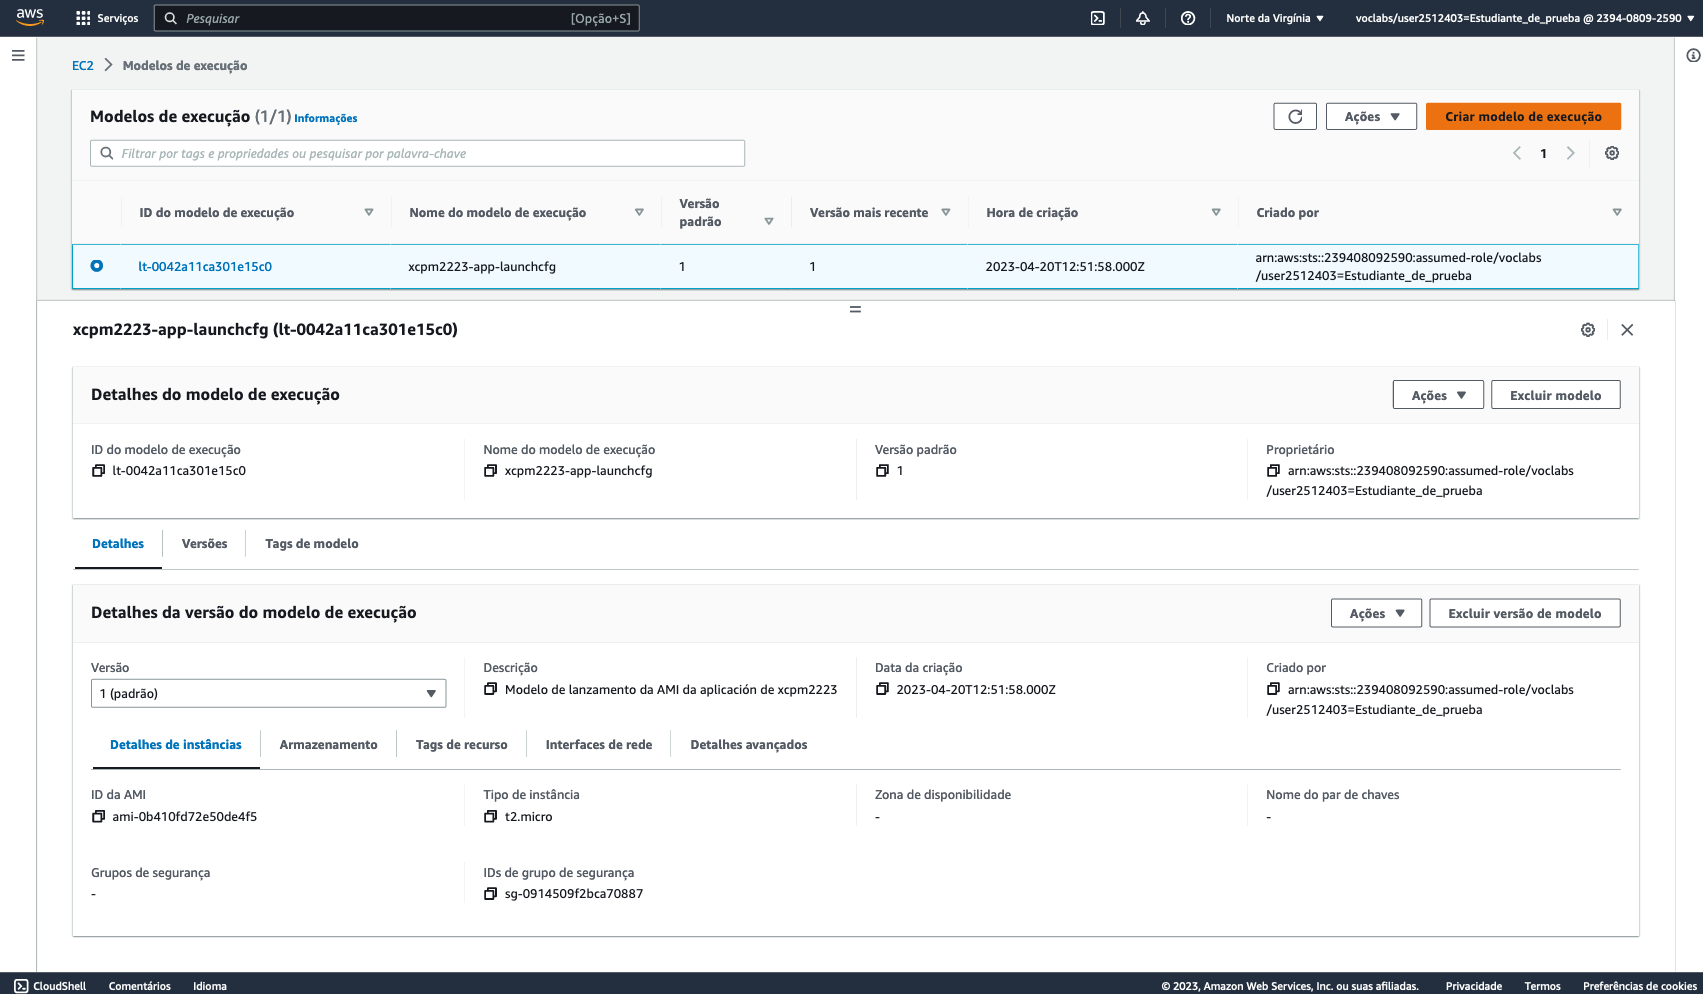 aws
Serviços
Pesquisar
[Opção+S]
Norte da Virgínia
voclabs/user2512403=Estudiante_de_prueba @ 2394-0809-2590
EC2
Modelos de execução
Modelos de execução (1/1) Informações
Ações
Criar modelo de execução
Filtrar por tags e propriedades ou pesquisar por palavra-chave
1
ID do modelo de execução
Nome do modelo de execução
Versão
padrão
Versão mais recente
Hora de criação
Criado por
lt-0042a11ca301e15c0
xcpm2223-app-launchcfg
1
1
2023-04-20T12:51:58.000Z
arn:aws:sts::239408092590:assumed-role/voclabs
/user2512403=Estudiante_de_prueba
xcpm2223-app-launchcfg (lt-0042a11ca301e15c0)
Detalhes do modelo de execução
Ações
Excluir modelo
ID do modelo de execução
lt-0042a11ca301e15c0
Nome do modelo de execução
xcpm2223-app-launchcfg
Versão padrão
1
Proprietário
arn:aws:sts::239408092590:assumed-role/voclabs
/user2512403=Estudiante_de_prueba
Detalhes
Versões
Tags de modelo
Detalhes da versão do modelo de execução
Ações
Excluir versão de modelo
Versão
1 (padrão)
Descrição
Modelo de lanzamento da AMI da aplicación de xcpm2223
Data da criação
2023-04-20T12:51:58.000Z
Criado por
arn:aws:sts::239408092590:assumed-role/voclabs
/user2512403=Estudiante_de_prueba
Detalhes de instâncias
Armazenamento
Tags de recurso
Interfaces de rede
Detalhes avançados
ID da AMI
ami-0b410fd72e50de4f5
Tipo de instância
t2.micro
Zona de disponibilidade
-
Nome do par de chaves
-
Grupos de segurança
-
IDs de grupo de segurança
sg-0914509f2bca70887
CloudShell
Comentários
Idioma
© 2023, Amazon Web Services, Inc. ou suas afiliadas.
Privacidade
Termos
Preferências de cookies